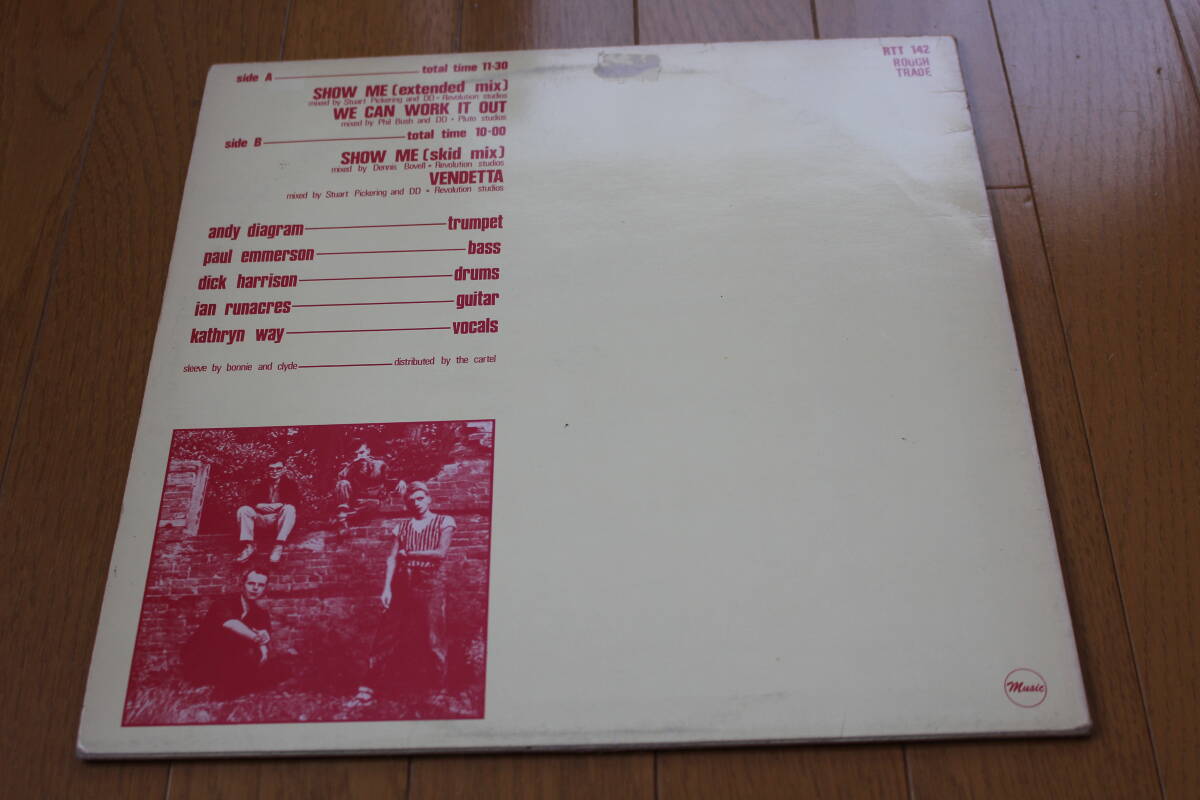 side A total time 11·30
SHOW ME (extended mix)
mixed by Stuart Pickering and DD • Revolution studios
WE CAN WORK IT OUT
mixed by Phil Bush and DD • Pluto studios
side B total time 10·00
SHOW ME (skid mix)
mixed by Dennis Bovell • Revolution studios
VENDETTA
mixed by Stuart Pickering and DD • Revolution studios
andy diagram trumpet
paul emmerson bass
dick harrison drums
ian runacres guitar
kathryn way vocals
sleeve by bonnie and clyde distributed by the cartel
RTT 142
ROUGH
TRADE
Music